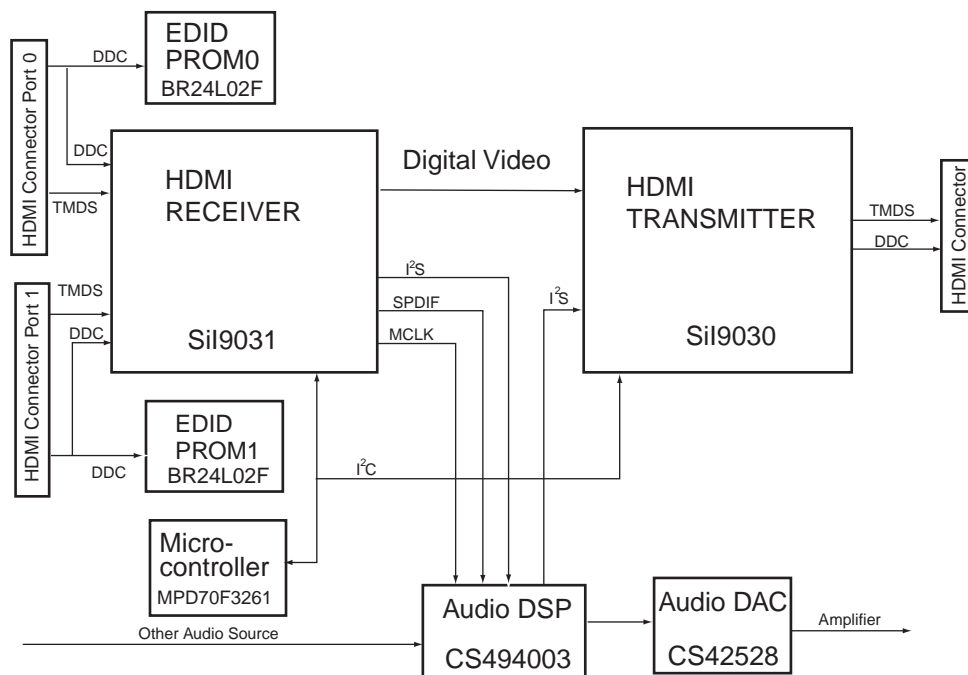 HDMI Connector Port 0
DDC
EDID
PROM0
BR24L02F
DDC
TMDS
HDMI
RECEIVER
SiI9031
Digital Video
HDMI
TRANSMITTER
SiI9030
TMDS
DDC
HDMI Connector
I²S
SPDIF
MCLK
I²S
HDMI Connector Port 1
TMDS
DDC
DDC
EDID
PROM1
BR24L02F
I²C
Micro-
controller
MPD70F3261
Other Audio Source
Audio DSP
CS494003
Audio DAC
CS42528
Amplifier